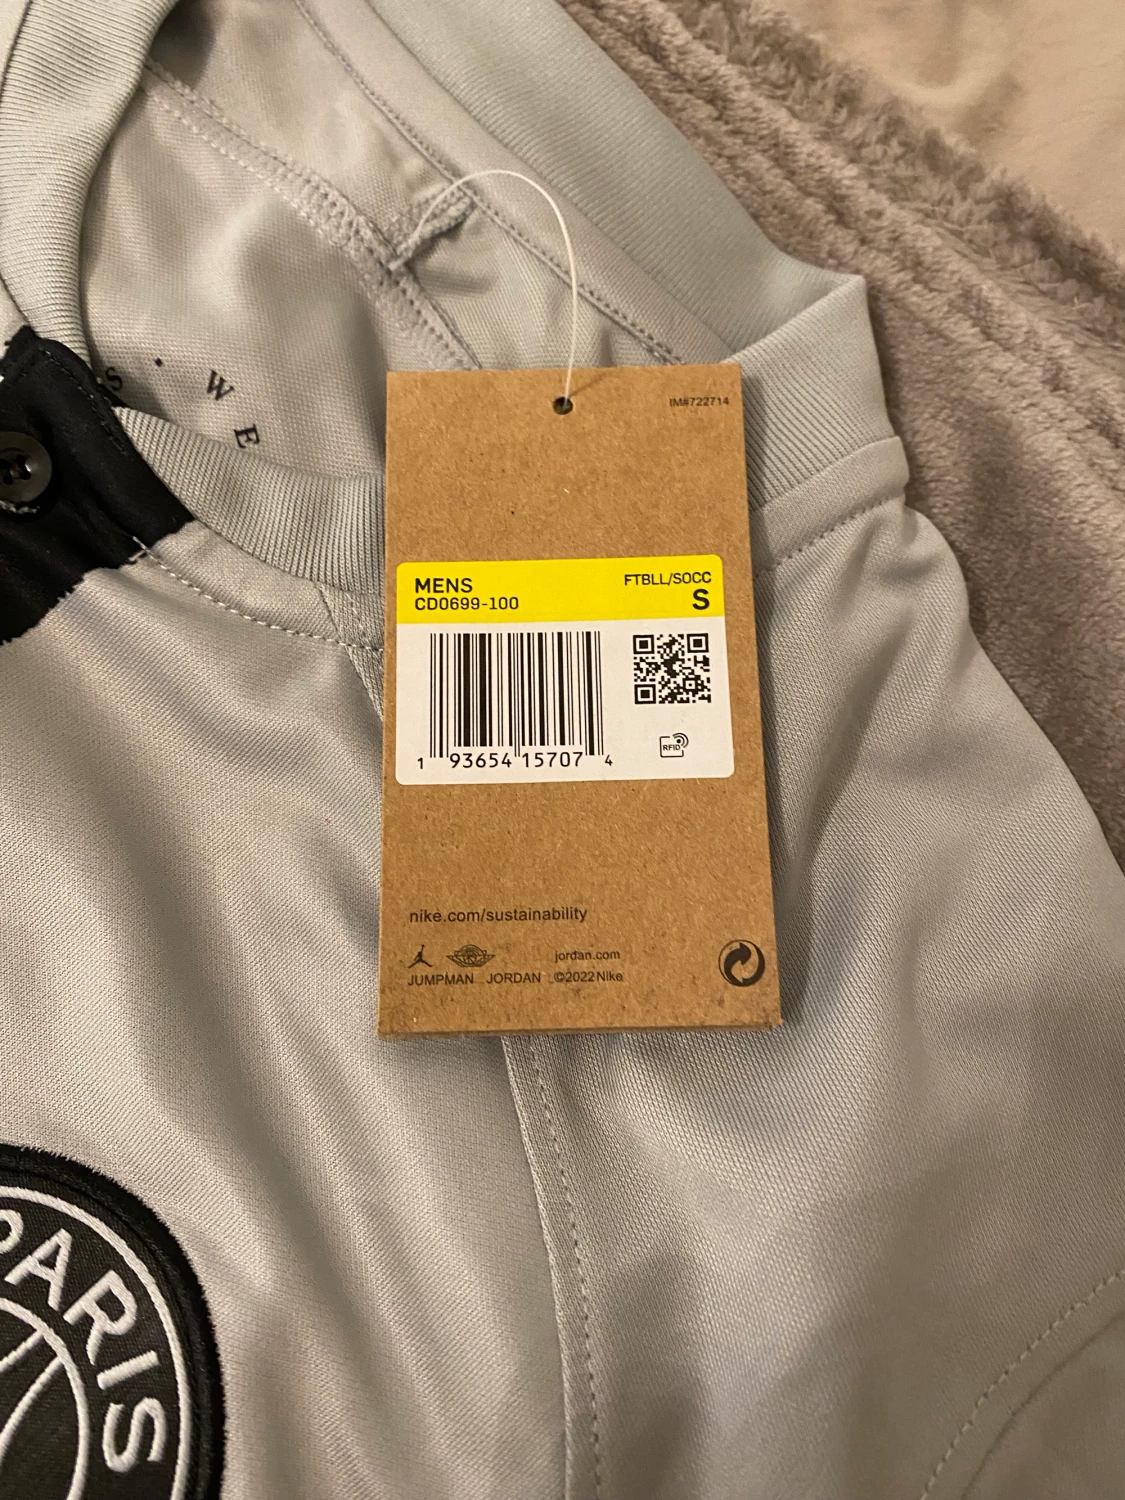 S · W E
IM#722714
MENS
FTBLL/SOCC
CD0699-100
S
1 93654 15707 4
RFID
nike.com/sustainability
jordan.com
JUMPMAN JORDAN ©2022 Nike
PARIS